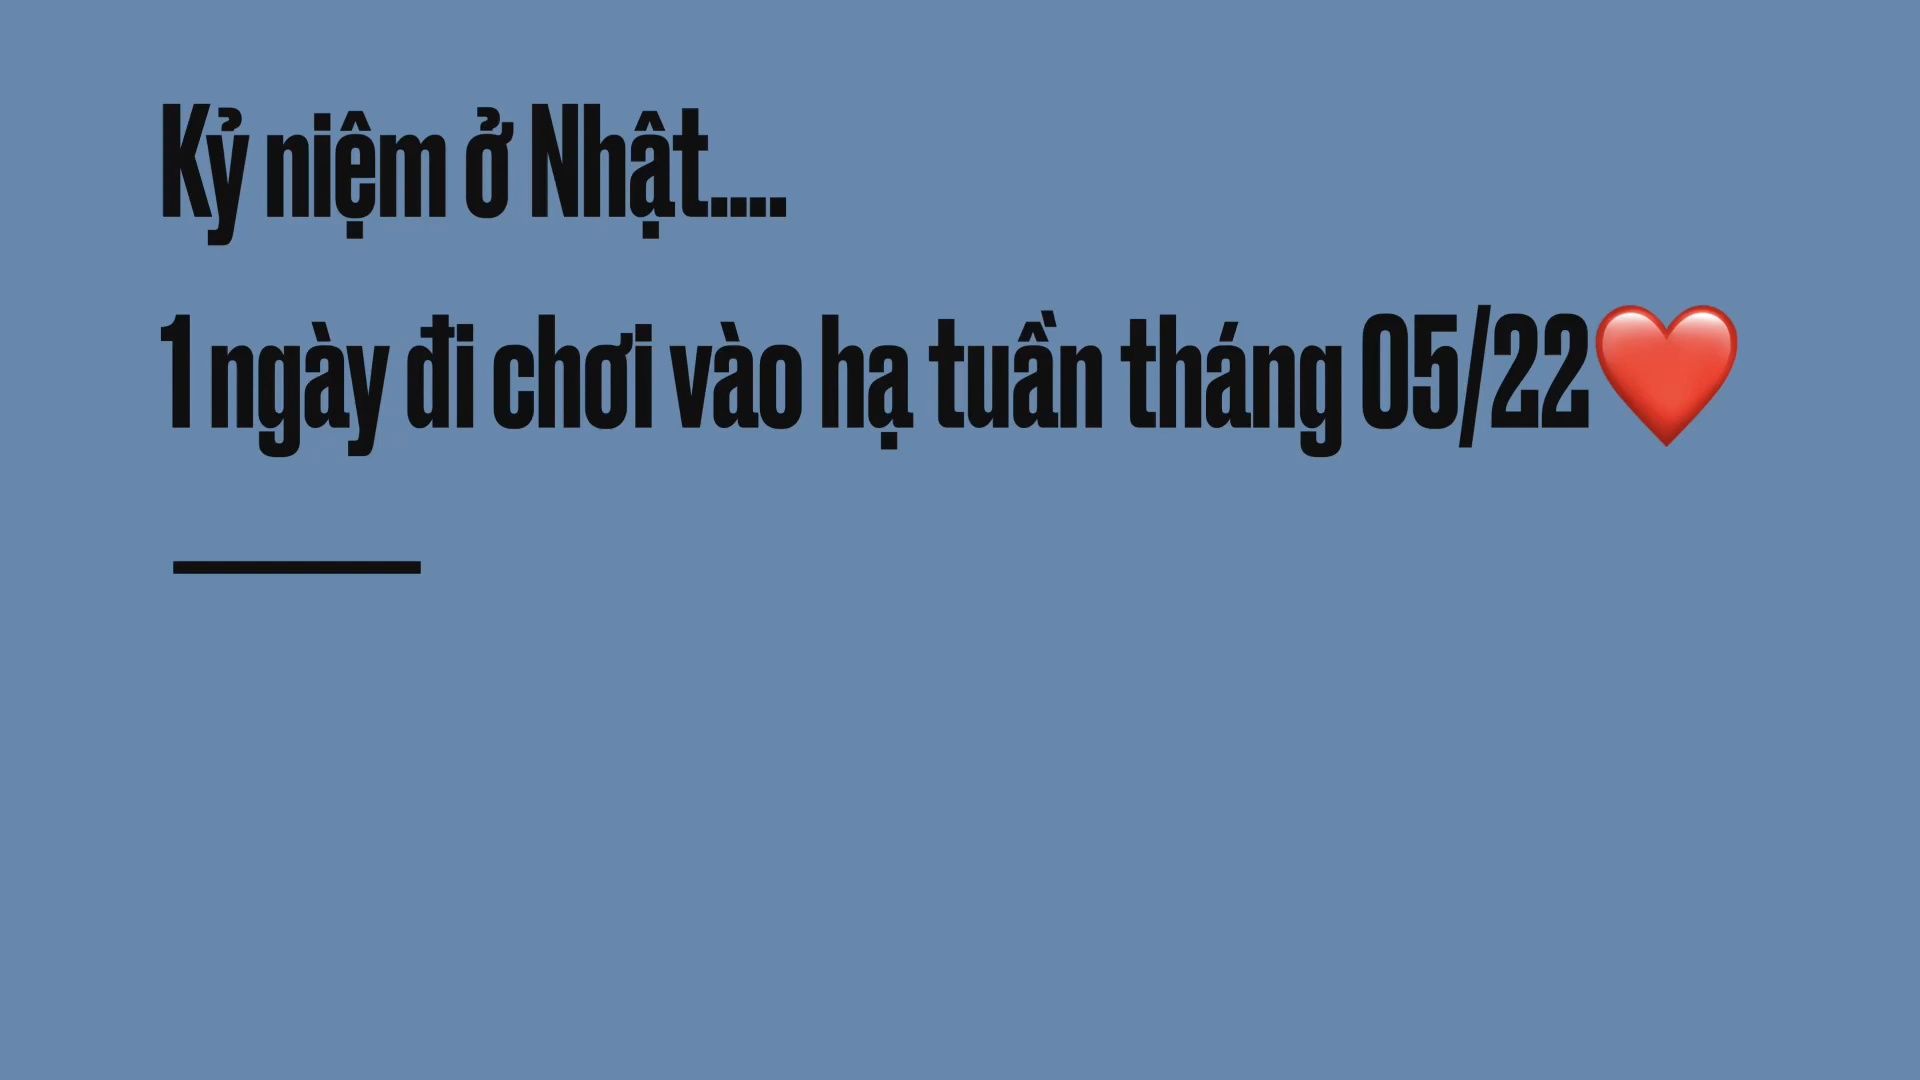 Kỷ niệm ở Nhật....
1 ngày đi chơi vào hạ tuần tháng 05/22❤️